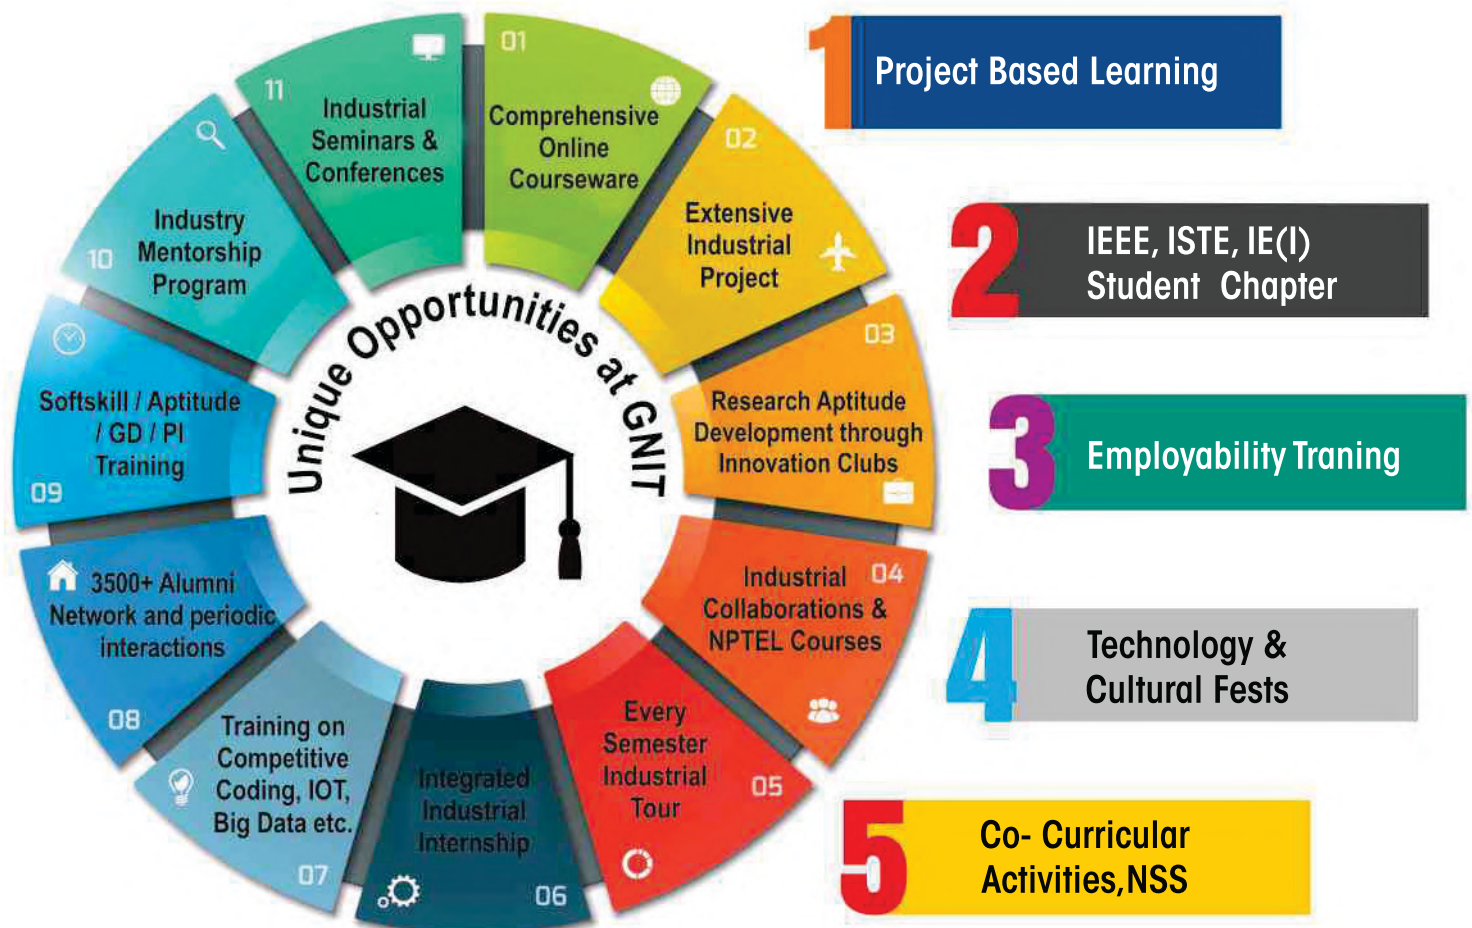 Unique Opportunities at GNIT
01
Comprehensive
Online
Courseware
02
Extensive
Industrial
Project
03
Research Aptitude
Development through
Innovation Clubs
04
Industrial
Collaborations &
NPTEL Courses
05
Every
Semester
Industrial
Tour
06
Integrated
Industrial
Internship
07
Training on
Competitive
Coding, IOT,
Big Data etc.
08
3500+ Alumni
Network and periodic
interactions
09
Softskill / Aptitude
/ GD / PI
Training
10
Industry
Mentorship
Program
11
Industrial
Seminars &
Conferences
1
Project Based Learning
2
IEEE, ISTE, IE(I)
Student Chapter
3
Employability Traning
4
Technology &
Cultural Fests
5
Co- Curricular
Activities,NSS